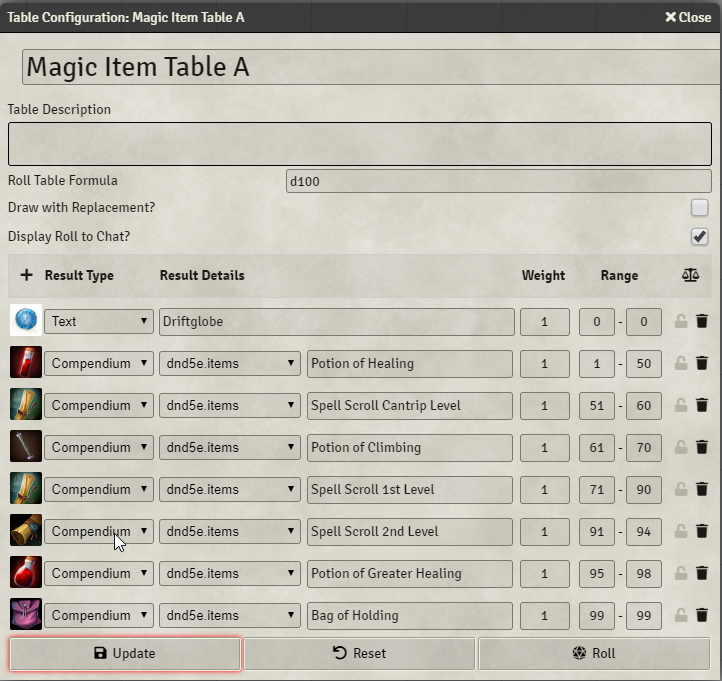 Table Configuration: Magic Item Table A Close
Magic Item Table A
Table Description
Roll Table Formula d100
Draw with Replacement?
Display Roll to Chat?
+ Result Type Result Details Weight Range
Text Driftglobe 1 0 - 0
Compendium dnd5e.items Potion of Healing 1 1 - 50
Compendium dnd5e.items Spell Scroll Cantrip Level 1 51 - 60
Compendium dnd5e.items Potion of Climbing 1 61 - 70
Compendium dnd5e.items Spell Scroll 1st Level 1 71 - 90
Compendium dnd5e.items Spell Scroll 2nd Level 1 91 - 94
Compendium dnd5e.items Potion of Greater Healing 1 95 - 98
Compendium dnd5e.items Bag of Holding 1 99 - 99
Update Reset Roll